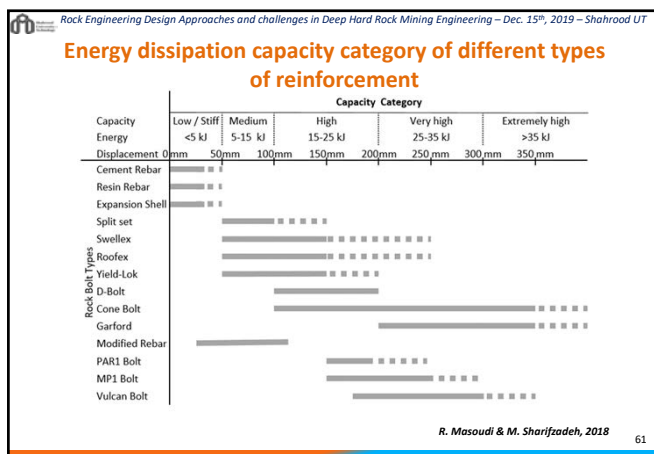 Rock Engineering Design Approaches and challenges in Deep Hard Rock Mining Engineering – Dec. 15th, 2019 – Shahrood UT
Energy dissipation capacity category of different types
of reinforcement
Capacity Category
Capacity Low / Stiff Medium High Very high Extremely high
Energy <5 kJ 5-15 kJ 15-25 kJ 25-35 kJ >35 kJ
Displacement 0mm 50mm 100mm 150mm 200mm 250mm 300mm 350mm
Rock Bolt Types
Cement Rebar
Resin Rebar
Expansion Shell
Split set
Swellex
Roofex
Yield-Lok
D-Bolt
Cone Bolt
Garford
Modified Rebar
PAR1 Bolt
MP1 Bolt
Vulcan Bolt
R. Masoudi & M. Sharifzadeh, 2018
61